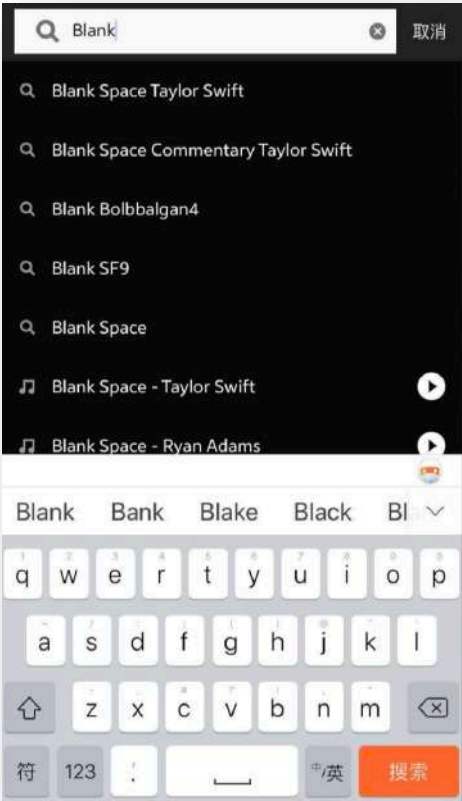 Blank
取消
Blank Space Taylor Swift
Blank Space Commentary Taylor Swift
Blank Bolbbalgan4
Blank SF9
Blank Space
Blank Space - Taylor Swift
Blank Space - Ryan Adams
Blank Bank Blake Black Bl
q w e r t y u i o p
a s d f g h j k l
z x c v b n m
符 123 中/英 搜索